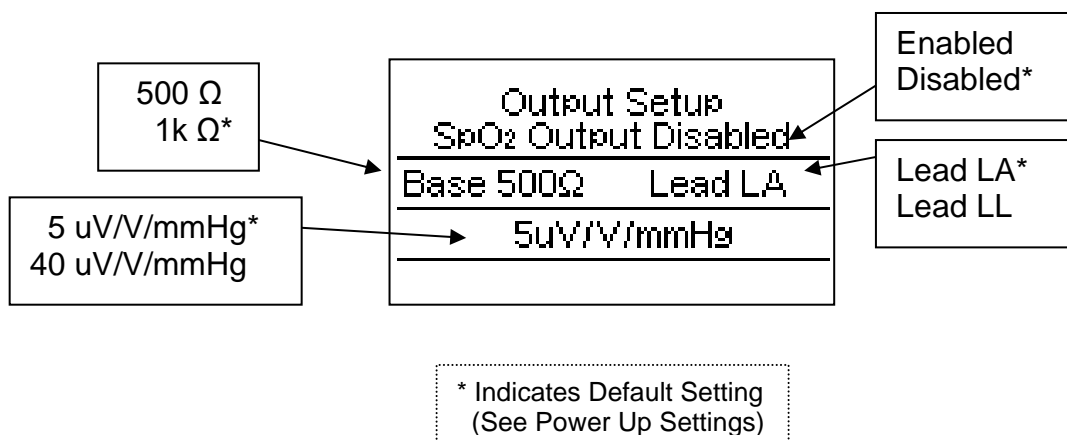 500 Ω
1k Ω*
5 uV/V/mmHg*
40 uV/V/mmHg
Output Setup
SpO₂ Output Disabled
Base 500Ω Lead LA
5uV/V/mmHg
Enabled
Disabled*
Lead LA*
Lead LL
* Indicates Default Setting
(See Power Up Settings)